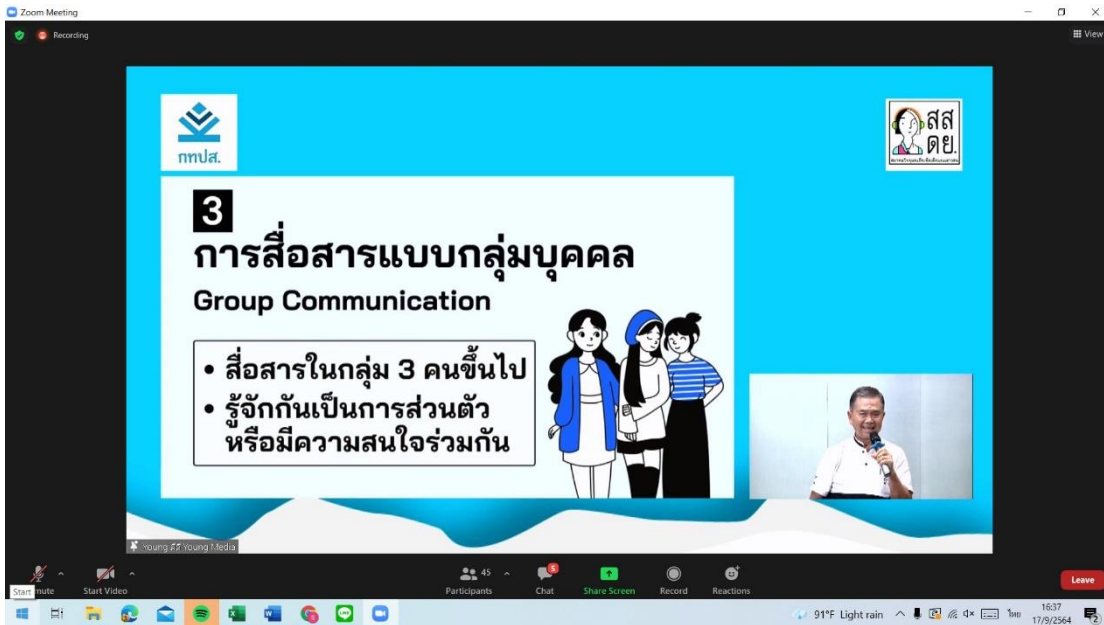 Zoom Meeting
Recording
View
กทปส.
สส
ดย.
3
การสื่อสารแบบกลุ่มบุคคล
Group Communication
• สื่อสารในกลุ่ม 3 คนขึ้นไป
• รู้จักกันเป็นการส่วนตัว
หรือมีความสนใจร่วมกัน
Young สสย Young Media
Start mute
Start Video
45
Participants
5
Chat
Share Screen
Record
Reactions
Leave
91°F Light rain
ไทย
16:37
17/9/2564
2